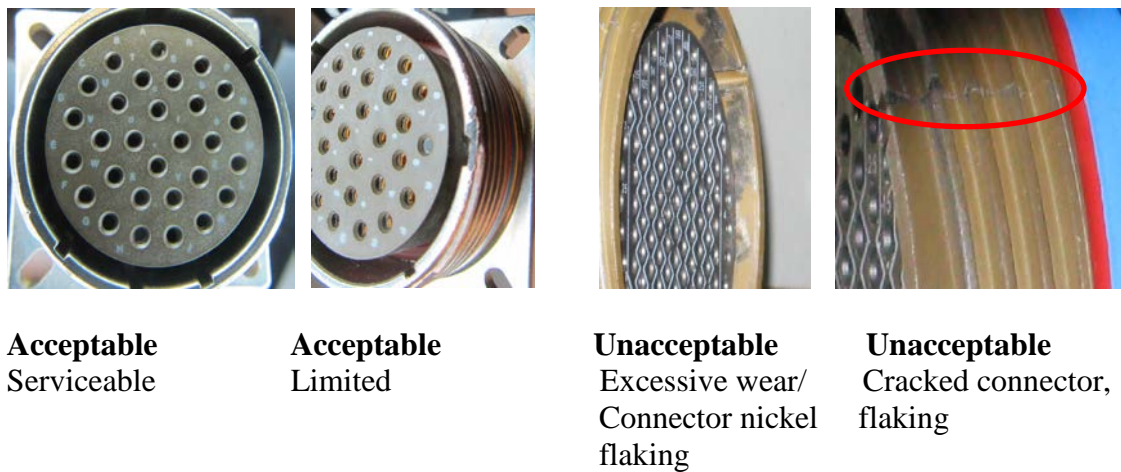 Acceptable Acceptable Unacceptable Unacceptable
Serviceable Limited Excessive wear/ Cracked connector,
Connector nickel flaking
flaking